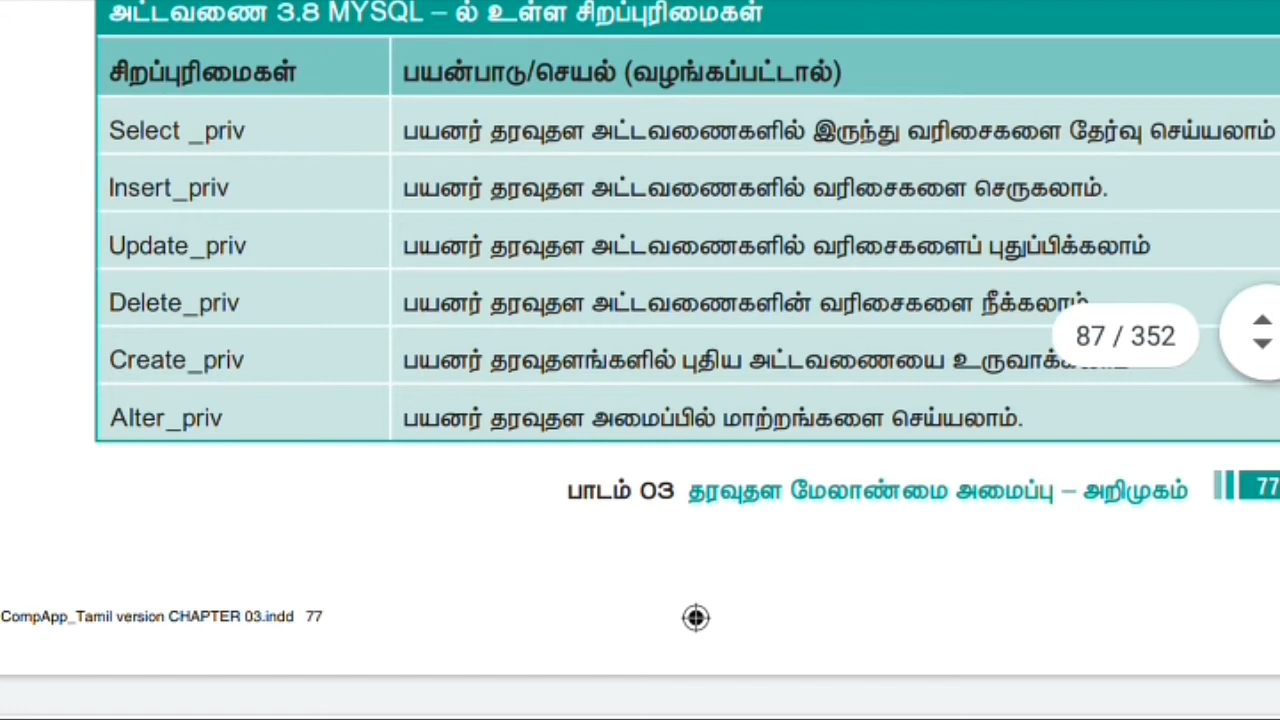 அட்டவணை 3.8 MYSQL – ல் உள்ள சிறப்புரிமைகள்
சிறப்புரிமைகள் பயன்பாடு/செயல் (வழங்கப்பட்டால்)
Select _priv பயனர் தரவுதள அட்டவணைகளில் இருந்து வரிசைகளை தேர்வு செய்யலாம்
Insert_priv பயனர் தரவுதள அட்டவணைகளில் வரிசைகளை செருகலாம்.
Update_priv பயனர் தரவுதள அட்டவணைகளில் வரிசைகளைப் புதுப்பிக்கலாம்
Delete_priv பயனர் தரவுதள அட்டவணைகளின் வரிசைகளை நீக்கலாம்
87 / 352
Create_priv பயனர் தரவுதளங்களில் புதிய அட்டவணையை
Alter_priv பயனர் தரவுதள அமைப்பில் மாற்றங்களை செய்யலாம்.
பாடம் 03 தரவுதள மேலாண்மை அமைப்பு – அறிமுகம் 77
CompApp_Tamil version CHAPTER 03.indd 77